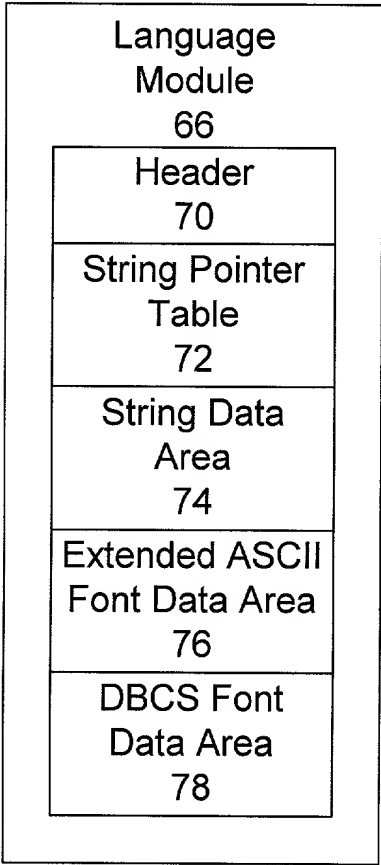 Language
Module
66
Header
70
String Pointer
Table
72
String Data
Area
74
Extended ASCII
Font Data Area
76
DBCS Font
Data Area
78